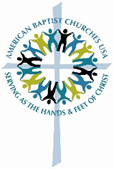 AMERICAN BAPTIST CHURCHES USA
SERVING AS THE HANDS & FEET OF CHRIST